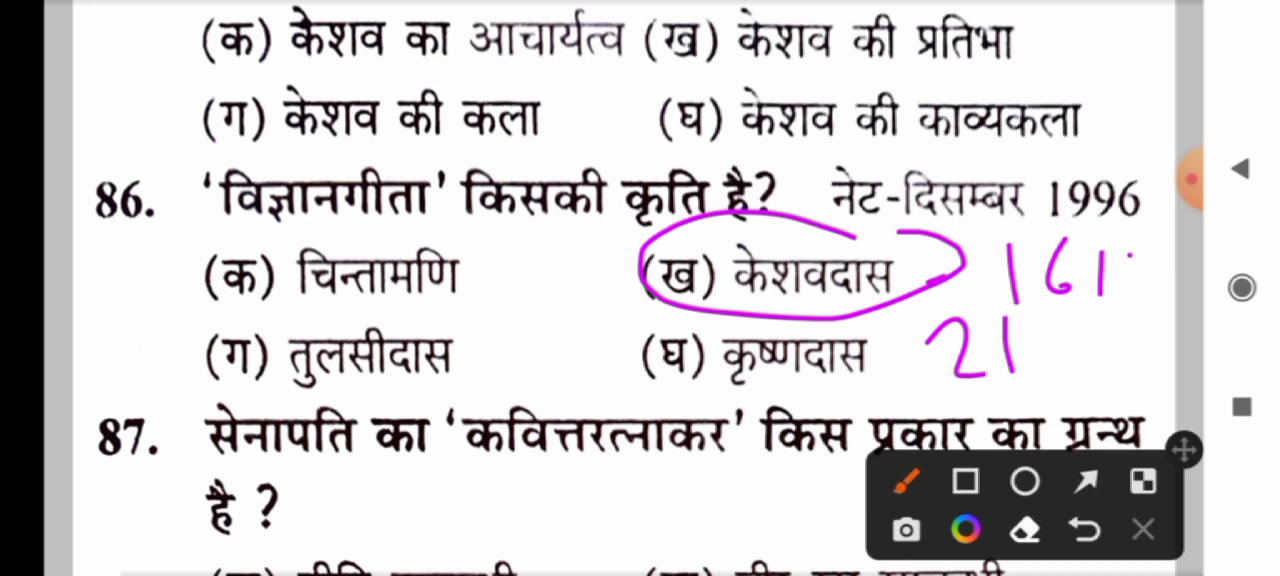 (क) केशव का आचार्यत्व (ख) केशव की प्रतिभा
(ग) केशव की कला (घ) केशव की काव्यकला
86. 'विज्ञानगीता' किसकी कृति है? नेट-दिसम्बर 1996
(क) चिन्तामणि (ख) केशवदास 161
(ग) तुलसीदास (घ) कृष्णदास 21
87. सेनापति का 'कवित्तरत्नाकर' किस प्रकार का ग्रन्थ
है ?